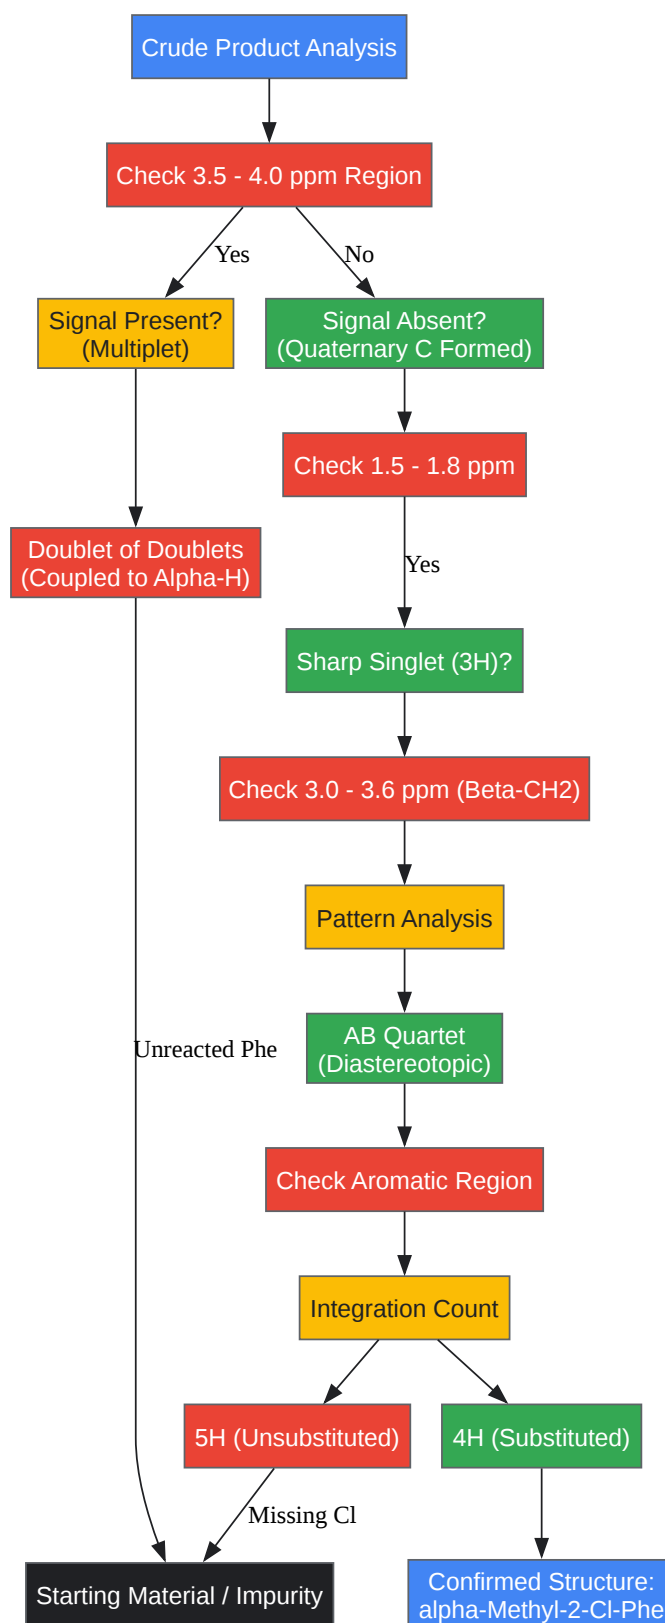 Crude Product Analysis
Check 3.5 - 4.0 ppm Region
Yes
No
Signal Present?
(Multiplet)
Signal Absent?
(Quaternary C Formed)
Check 1.5 - 1.8 ppm
Doublet of Doublets
(Coupled to Alpha-H)
Yes
Sharp Singlet (3H)?
Check 3.0 - 3.6 ppm (Beta-CH2)
Pattern Analysis
AB Quartet
(Diastereotopic)
Unreacted Phe
Check Aromatic Region
Integration Count
5H (Unsubstituted)
4H (Substituted)
Missing Cl
Starting Material / Impurity
Confirmed Structure:
alpha-Methyl-2-Cl-Phe